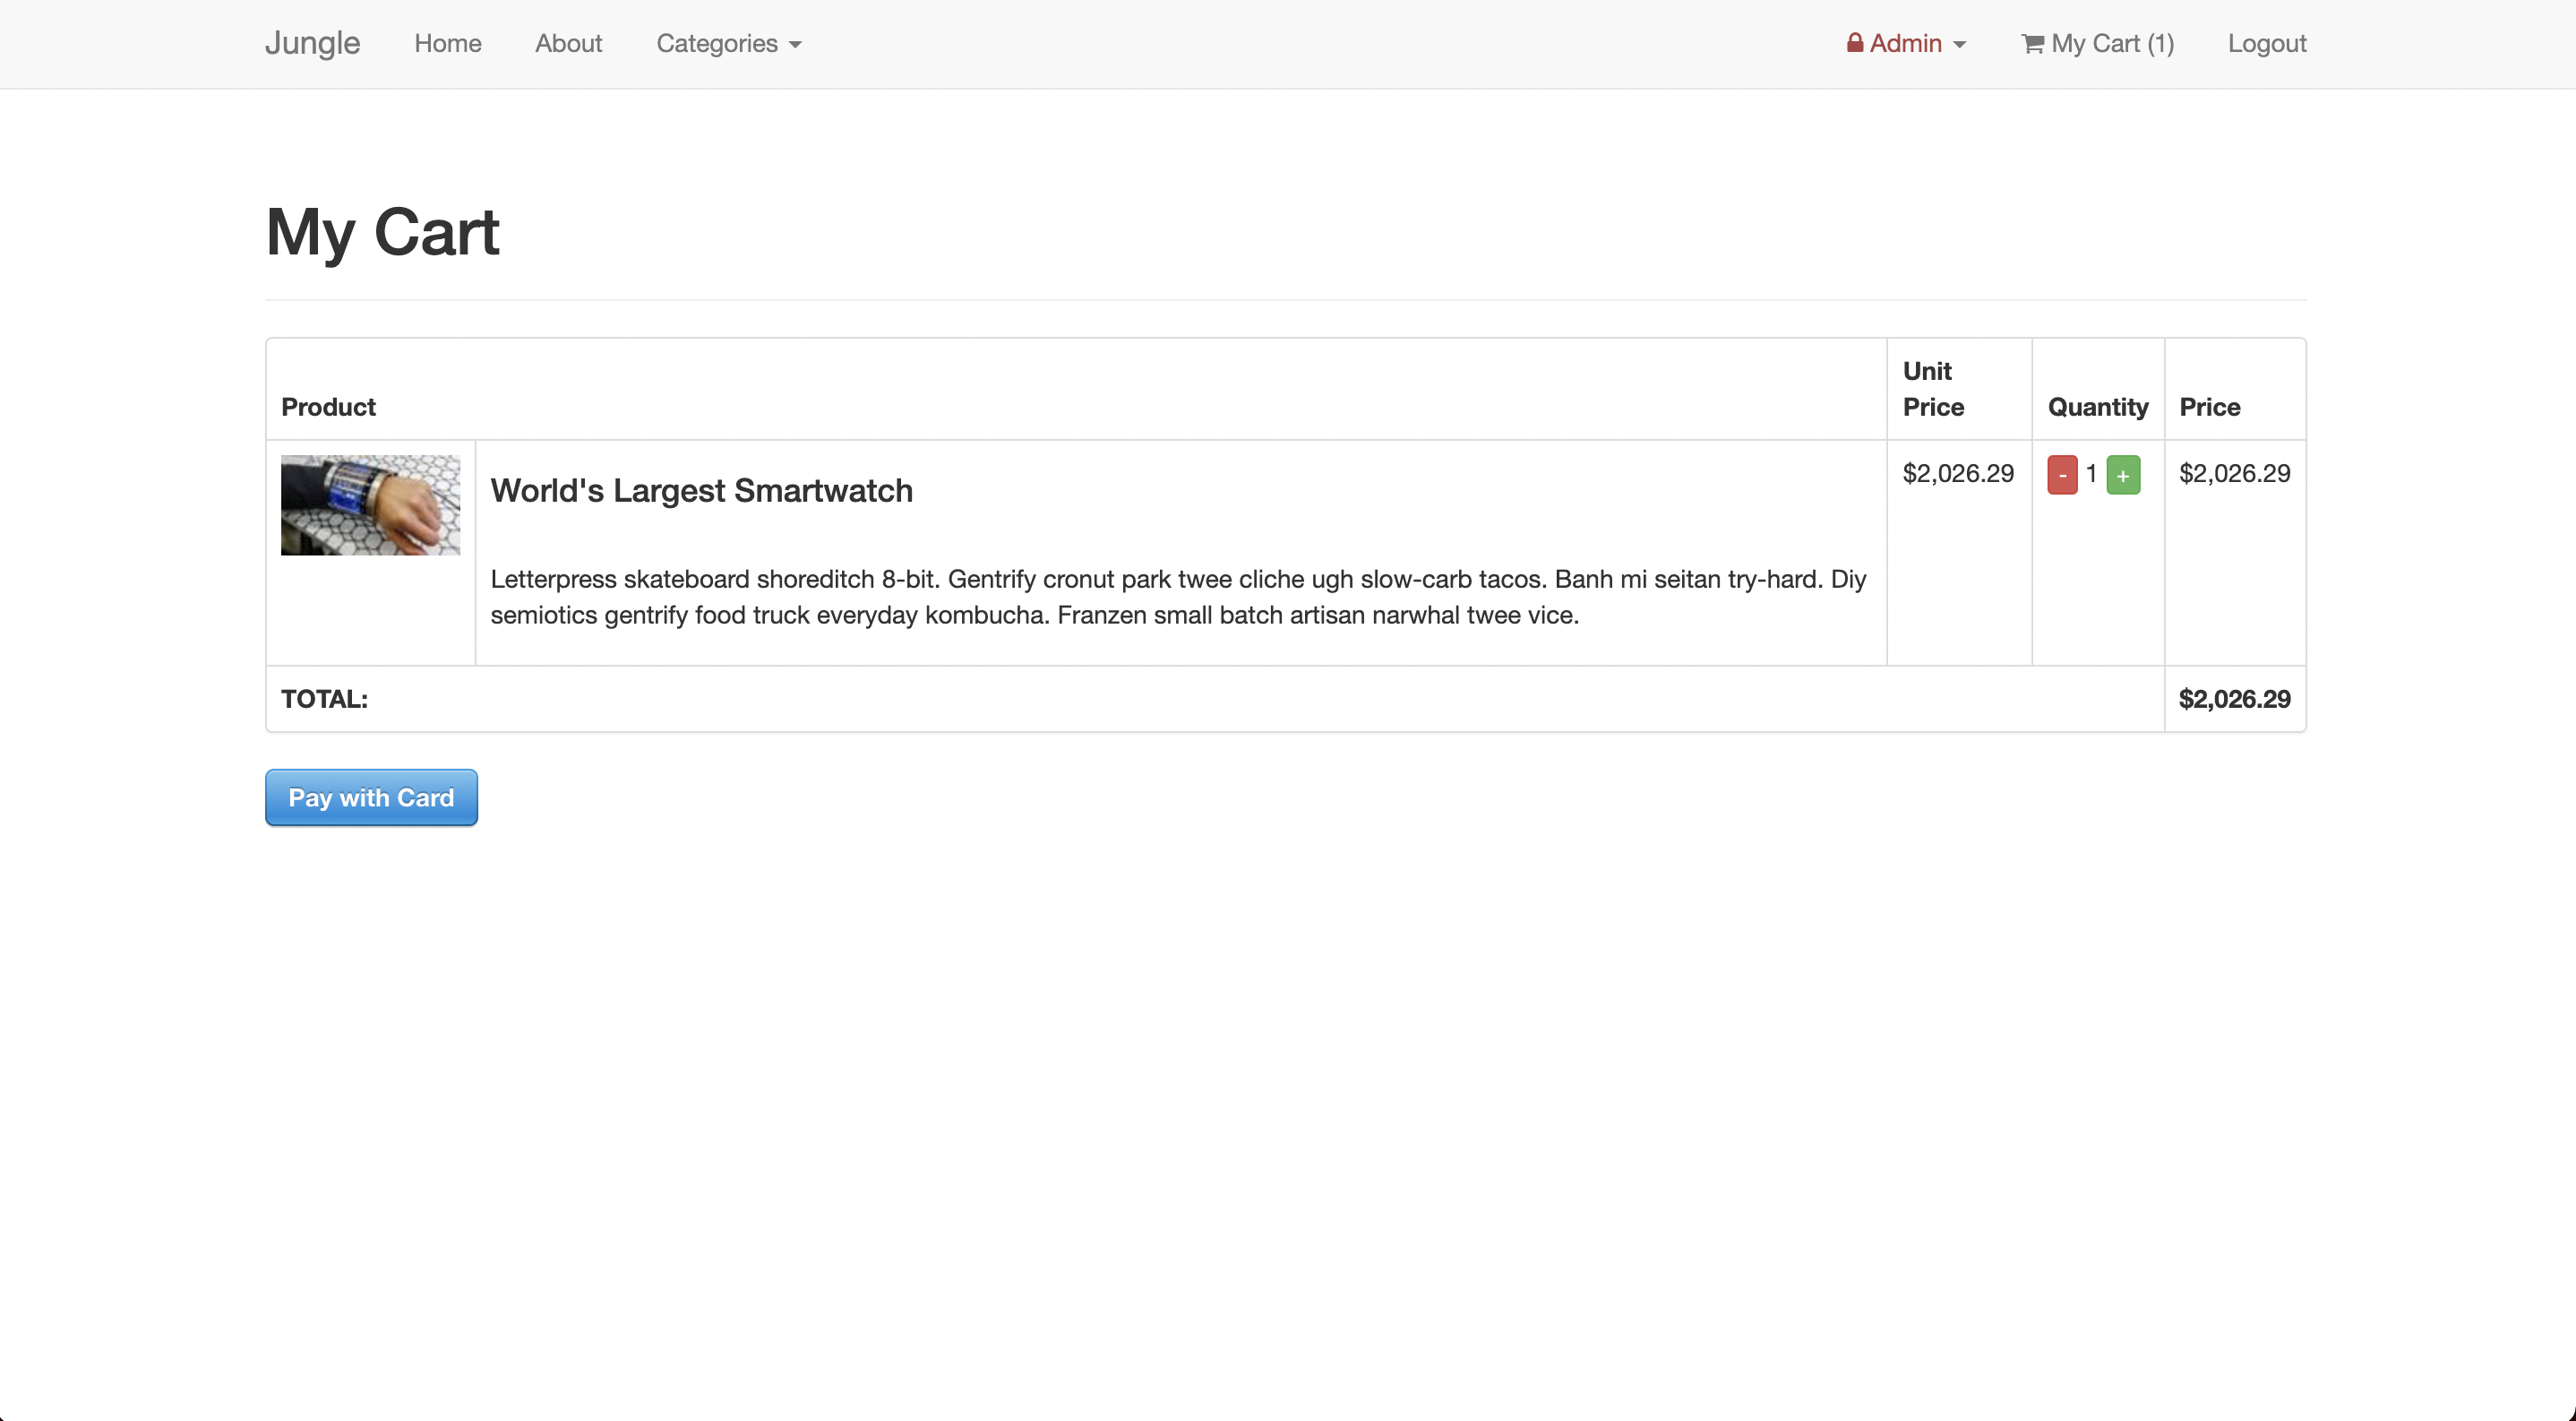 Jungle Home About Categories Admin My Cart (1) Logout
My Cart
Product Unit Price Quantity Price
World's Largest Smartwatch
$2,026.29 - 1 + $2,026.29
Letterpress skateboard shoreditch 8-bit. Gentrify cronut park twee cliche ugh slow-carb tacos. Banh mi seitan try-hard. Diy
semiotics gentrify food truck everyday kombucha. Franzen small batch artisan narwhal twee vice.
TOTAL: $2,026.29
Pay with Card